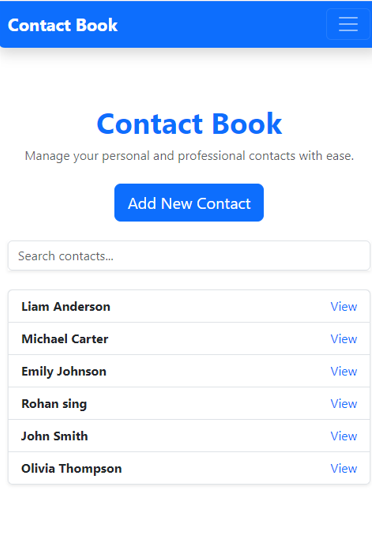 Contact Book
Contact Book
Manage your personal and professional contacts with ease.
Add New Contact
Search contacts...
Liam Anderson View
Michael Carter View
Emily Johnson View
Rohan sing View
John Smith View
Olivia Thompson View